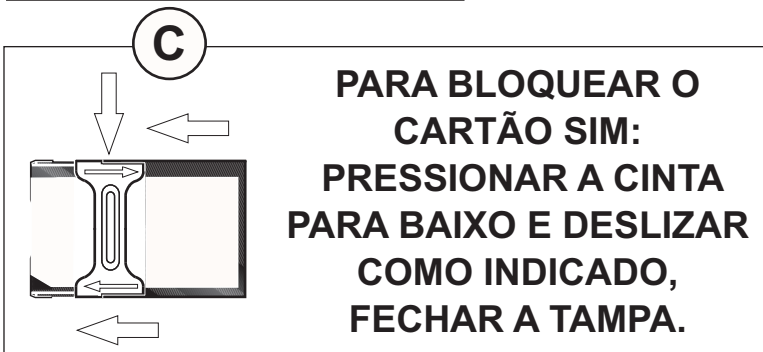 C
PARA BLOQUEAR O
CARTÃO SIM:
PRESSIONAR A CINTA
PARA BAIXO E DESLIZAR
COMO INDICADO,
FECHAR A TAMPA.